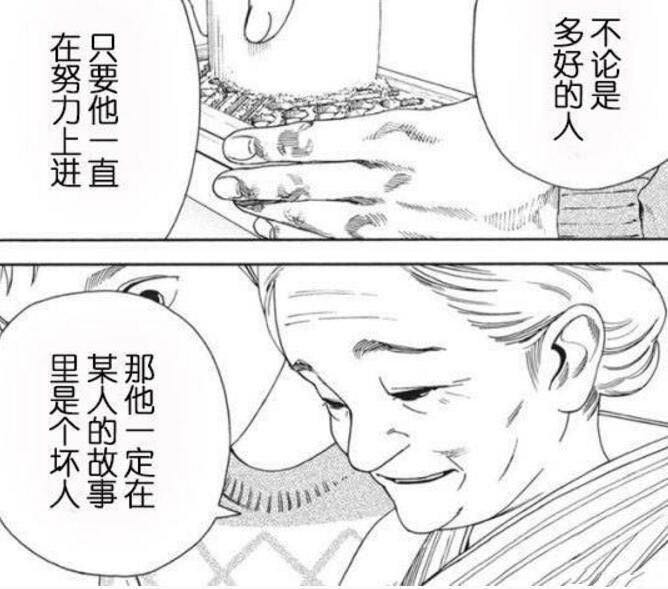 不论是
多好的人
只要他一直
在努力上进
那他一定在
某人的故事
里是个坏人